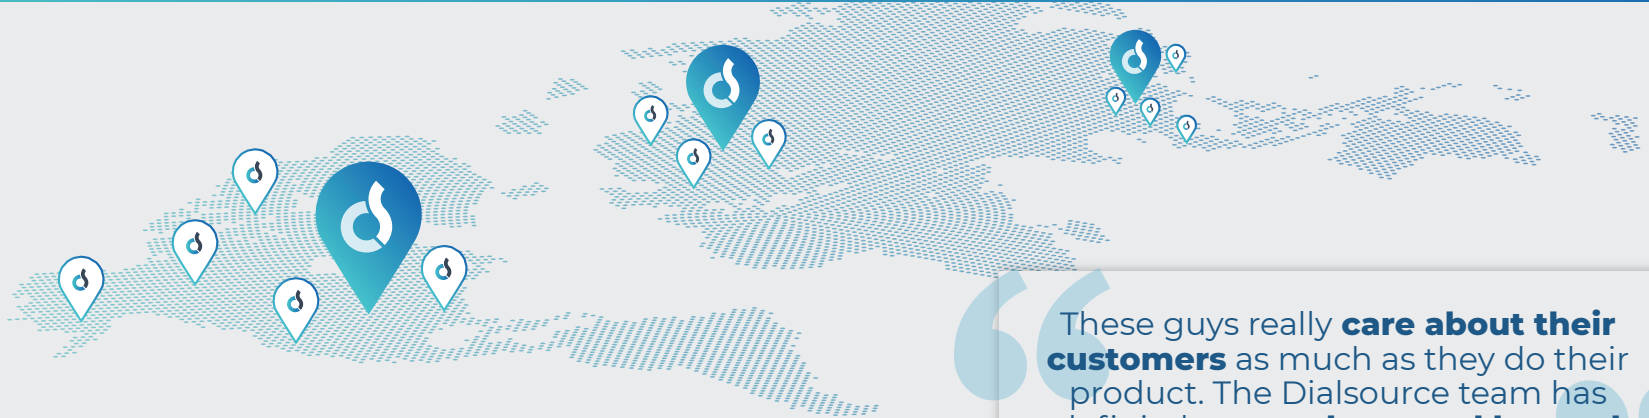 These guys really care about their
customers as much as they do their
product. The Dialsource team has